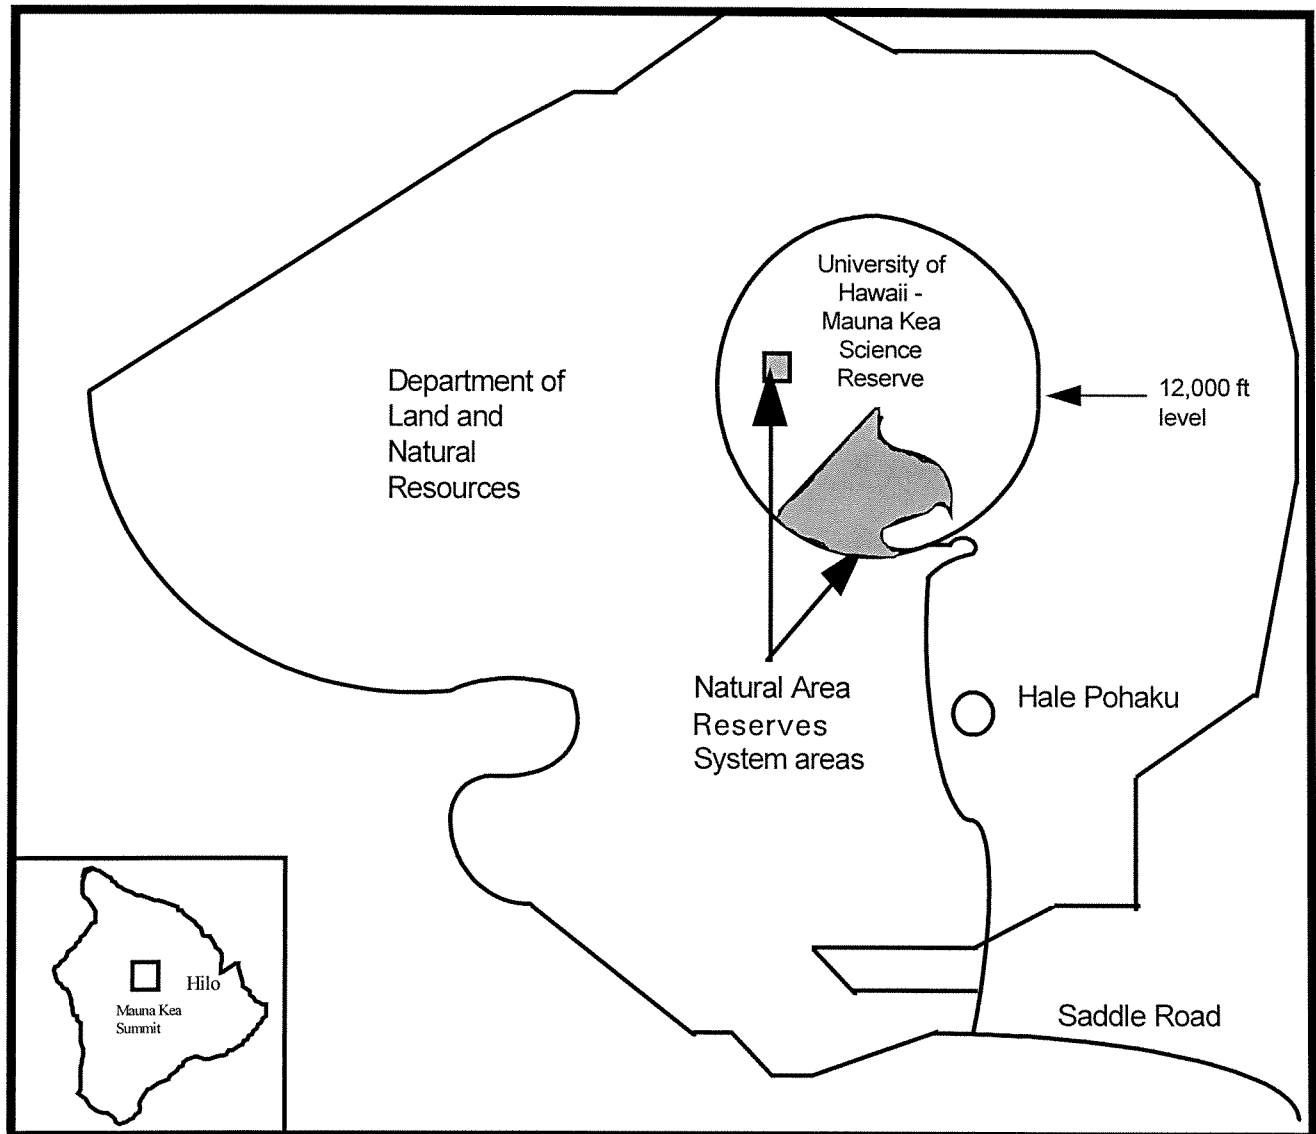 University of
Hawaii -
Mauna Kea
Science
Reserve
Department of
Land and
Natural
Resources
12,000 ft
level
Natural Area
Reserves
System areas
Hale Pohaku
Saddle Road
Hilo
Mauna Kea
Summit